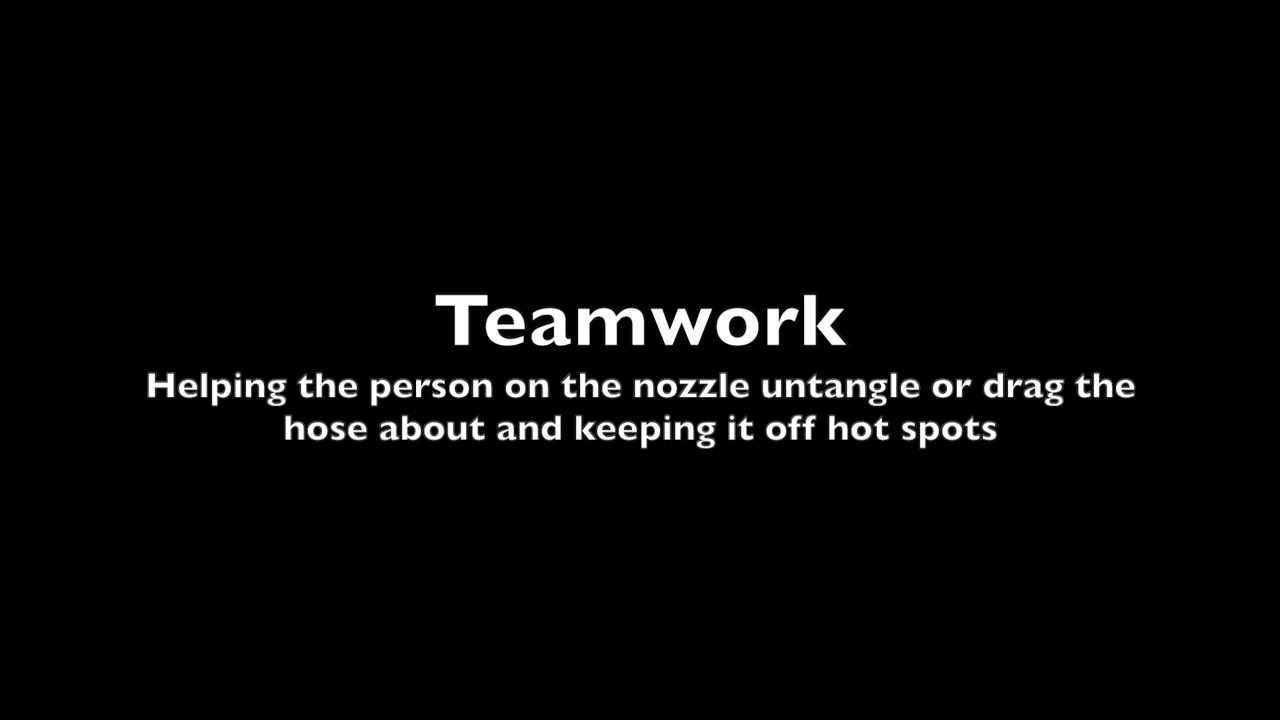 Teamwork
Helping the person on the nozzle untangle or drag the
hose about and keeping it off hot spots